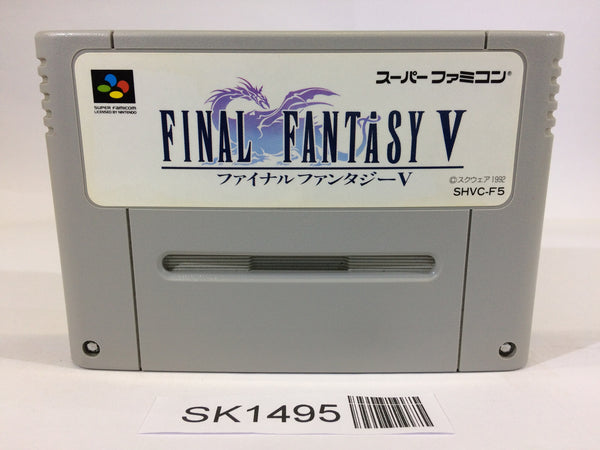 SUPER FAMICOM
LICENSED BY NINTENDO
スーパー ファミコン®
FINAL FANTASY V
ファイナルファンタジーV
©スクウェア 1992
SHVC-F5
SK1495